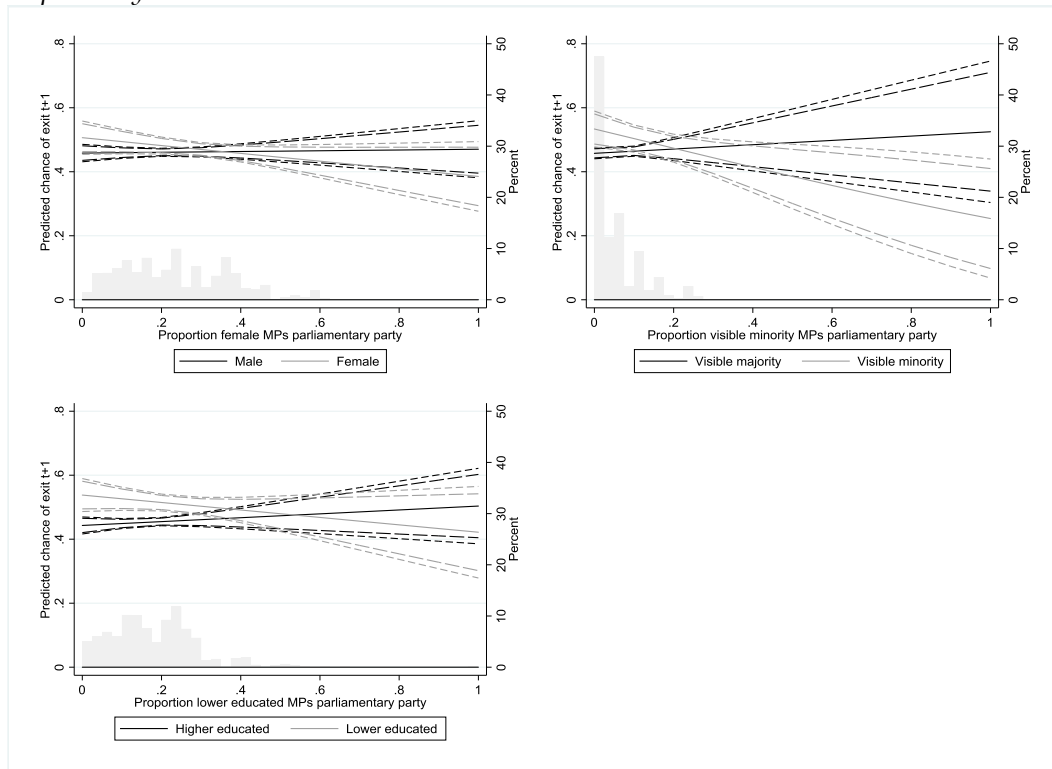 .8
.6
.4
.2
0
Predicted chance of exit t+1
50
40
30
20
10
0
Percent
0 .2 .4 .6 .8 1
Proportion female MPs parliamentary party
Male Female
.8
.6
.4
.2
0
Predicted chance of exit t+1
50
40
30
20
10
0
Percent
0 .2 .4 .6 .8 1
Proportion visible minority MPs parliamentary party
Visible majority Visible minority
.8
.6
.4
.2
0
Predicted chance of exit t+1
50
40
30
20
10
0
Percent
0 .2 .4 .6 .8 1
Proportion lower educated MPs parliamentary party
Higher educated Lower educated